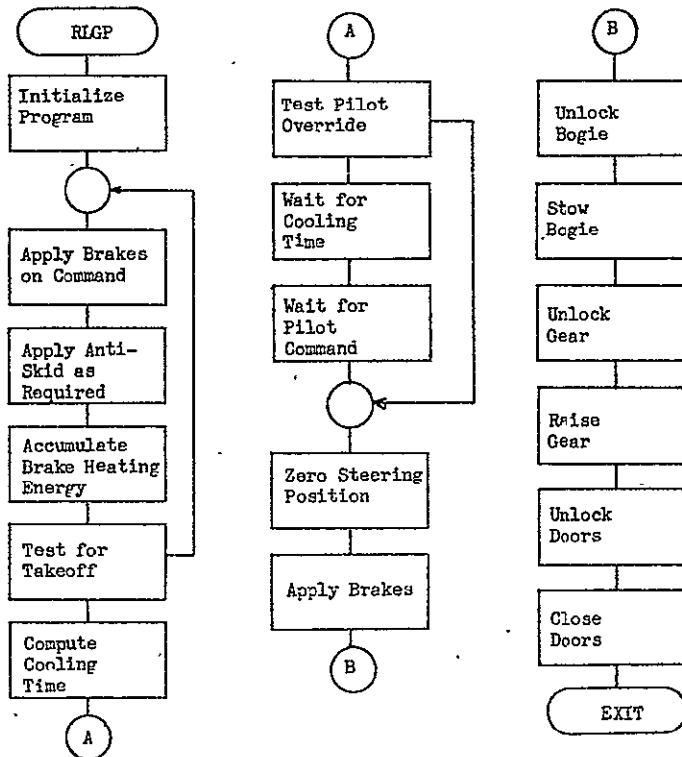 RLGP
Initialize
Program
Apply Brakes
on Command
Apply Anti-
Skid as
Required
Accumulate
Brake Heating
Energy
Test for
Takeoff
Compute
Cooling
Time
A
A
Test Pilot
Override
Wait for
Cooling
Time
Wait for
Pilot
Command
Zero Steering
Position
Apply Brakes
B
B
Unlock
Bogie
Stow
Bogie
Unlock
Gear
Raise
Gear
Unlock
Doors
Close
Doors
EXIT